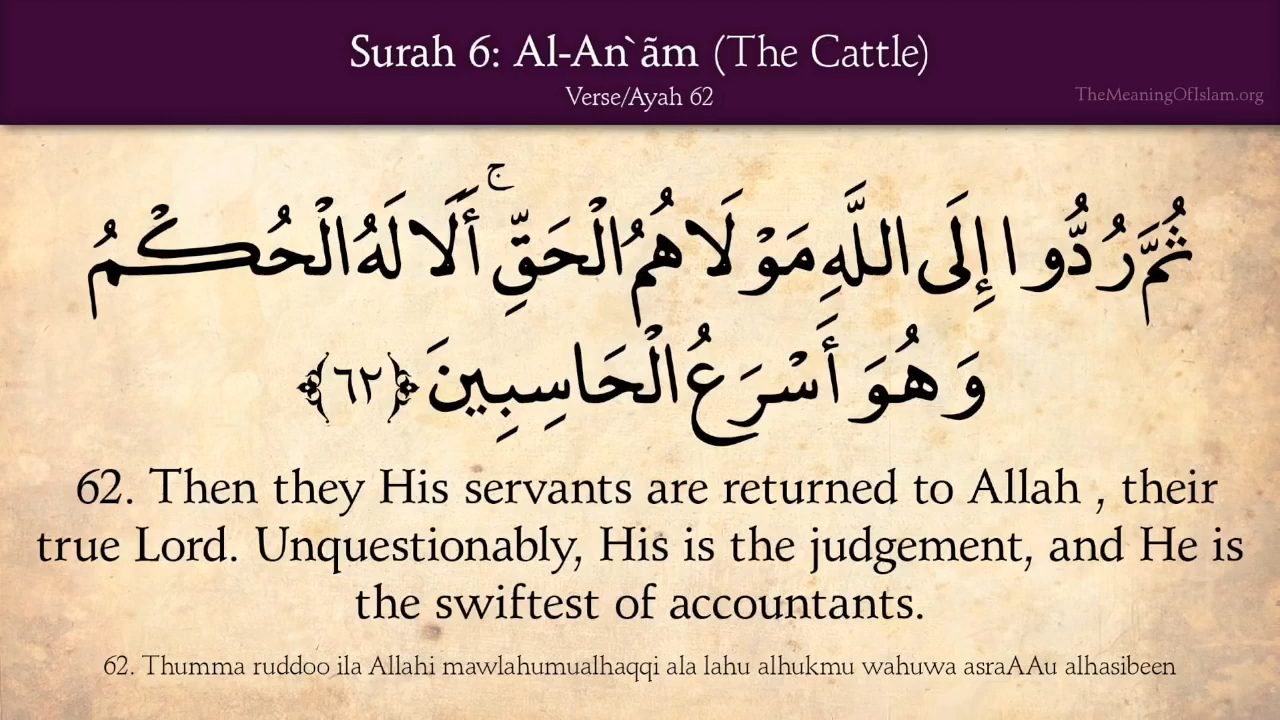 Surah 6: Al-An`ãm (The Cattle)
Verse/Ayah 62
TheMeaningOfIslam.org
ثُمَّ رُدُّوا إِلَى اللَّهِ مَوْلَاهُمُ الْحَقِّ ۚ أَلَا لَهُ الْحُكْمُ
وَهُوَ أَسْرَعُ الْحَاسِبِينَ ﴿٦٢﴾
62. Then they His servants are returned to Allah , their
true Lord. Unquestionably, His is the judgement, and He is
the swiftest of accountants.
62. Thumma ruddoo ila Allahi mawlahumualhaqqi ala lahu alhukmu wahuwa asraAAu alhasibeen